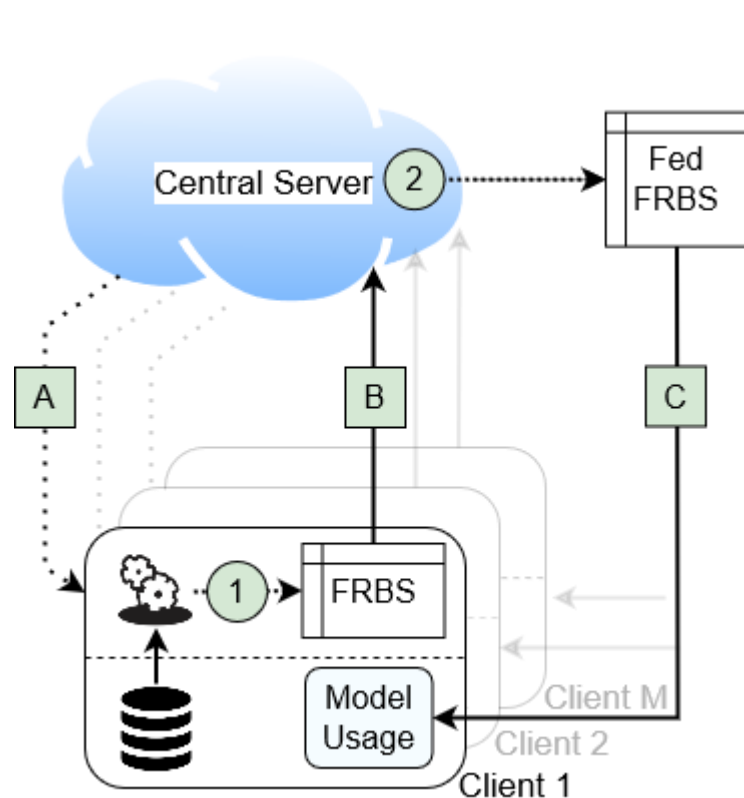 Central Server
2
Fed
FRBS
A
B
C
1
FRBS
Model
Usage
Client M
Client 2
Client 1